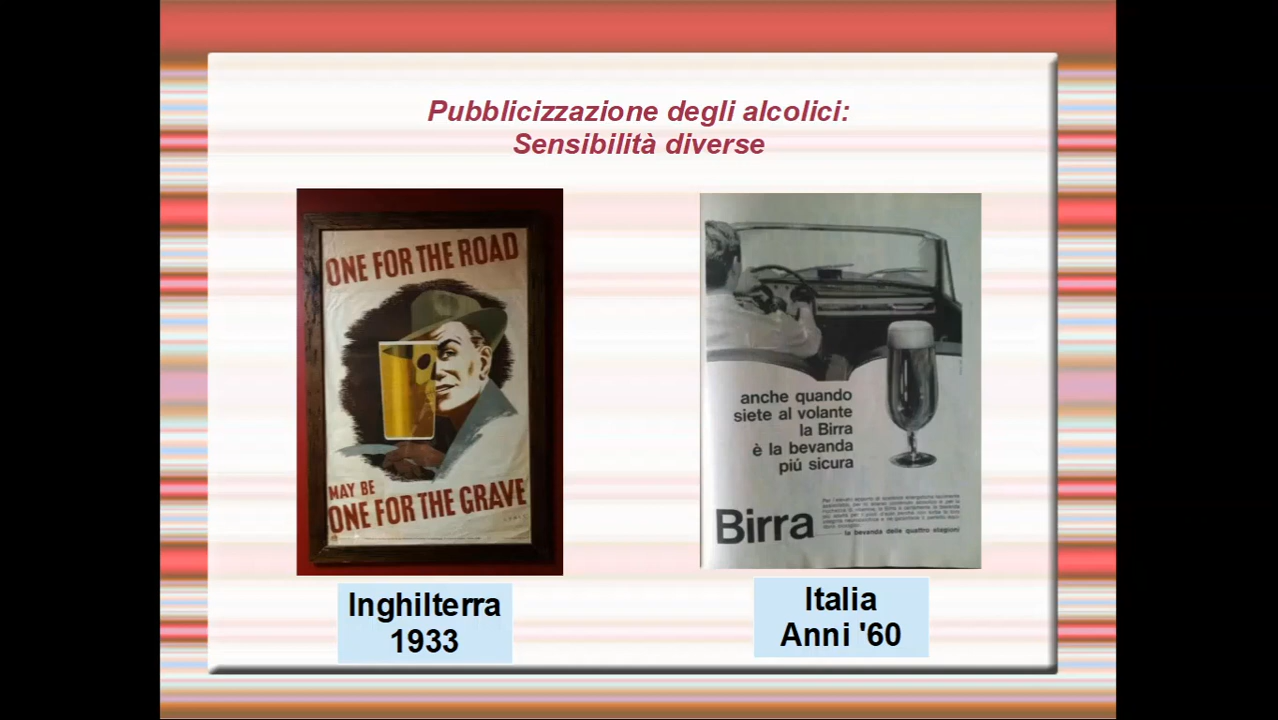 Pubblicizzazione degli alcolici:
Sensibilità diverse
ONE FOR THE ROAD
MAY BE
ONE FOR THE GRAVE
anche quando
siete al volante
la Birra
è la bevanda
piú sicura
Birra
la bevanda delle quattro stagioni
Inghilterra
1933
Italia
Anni '60